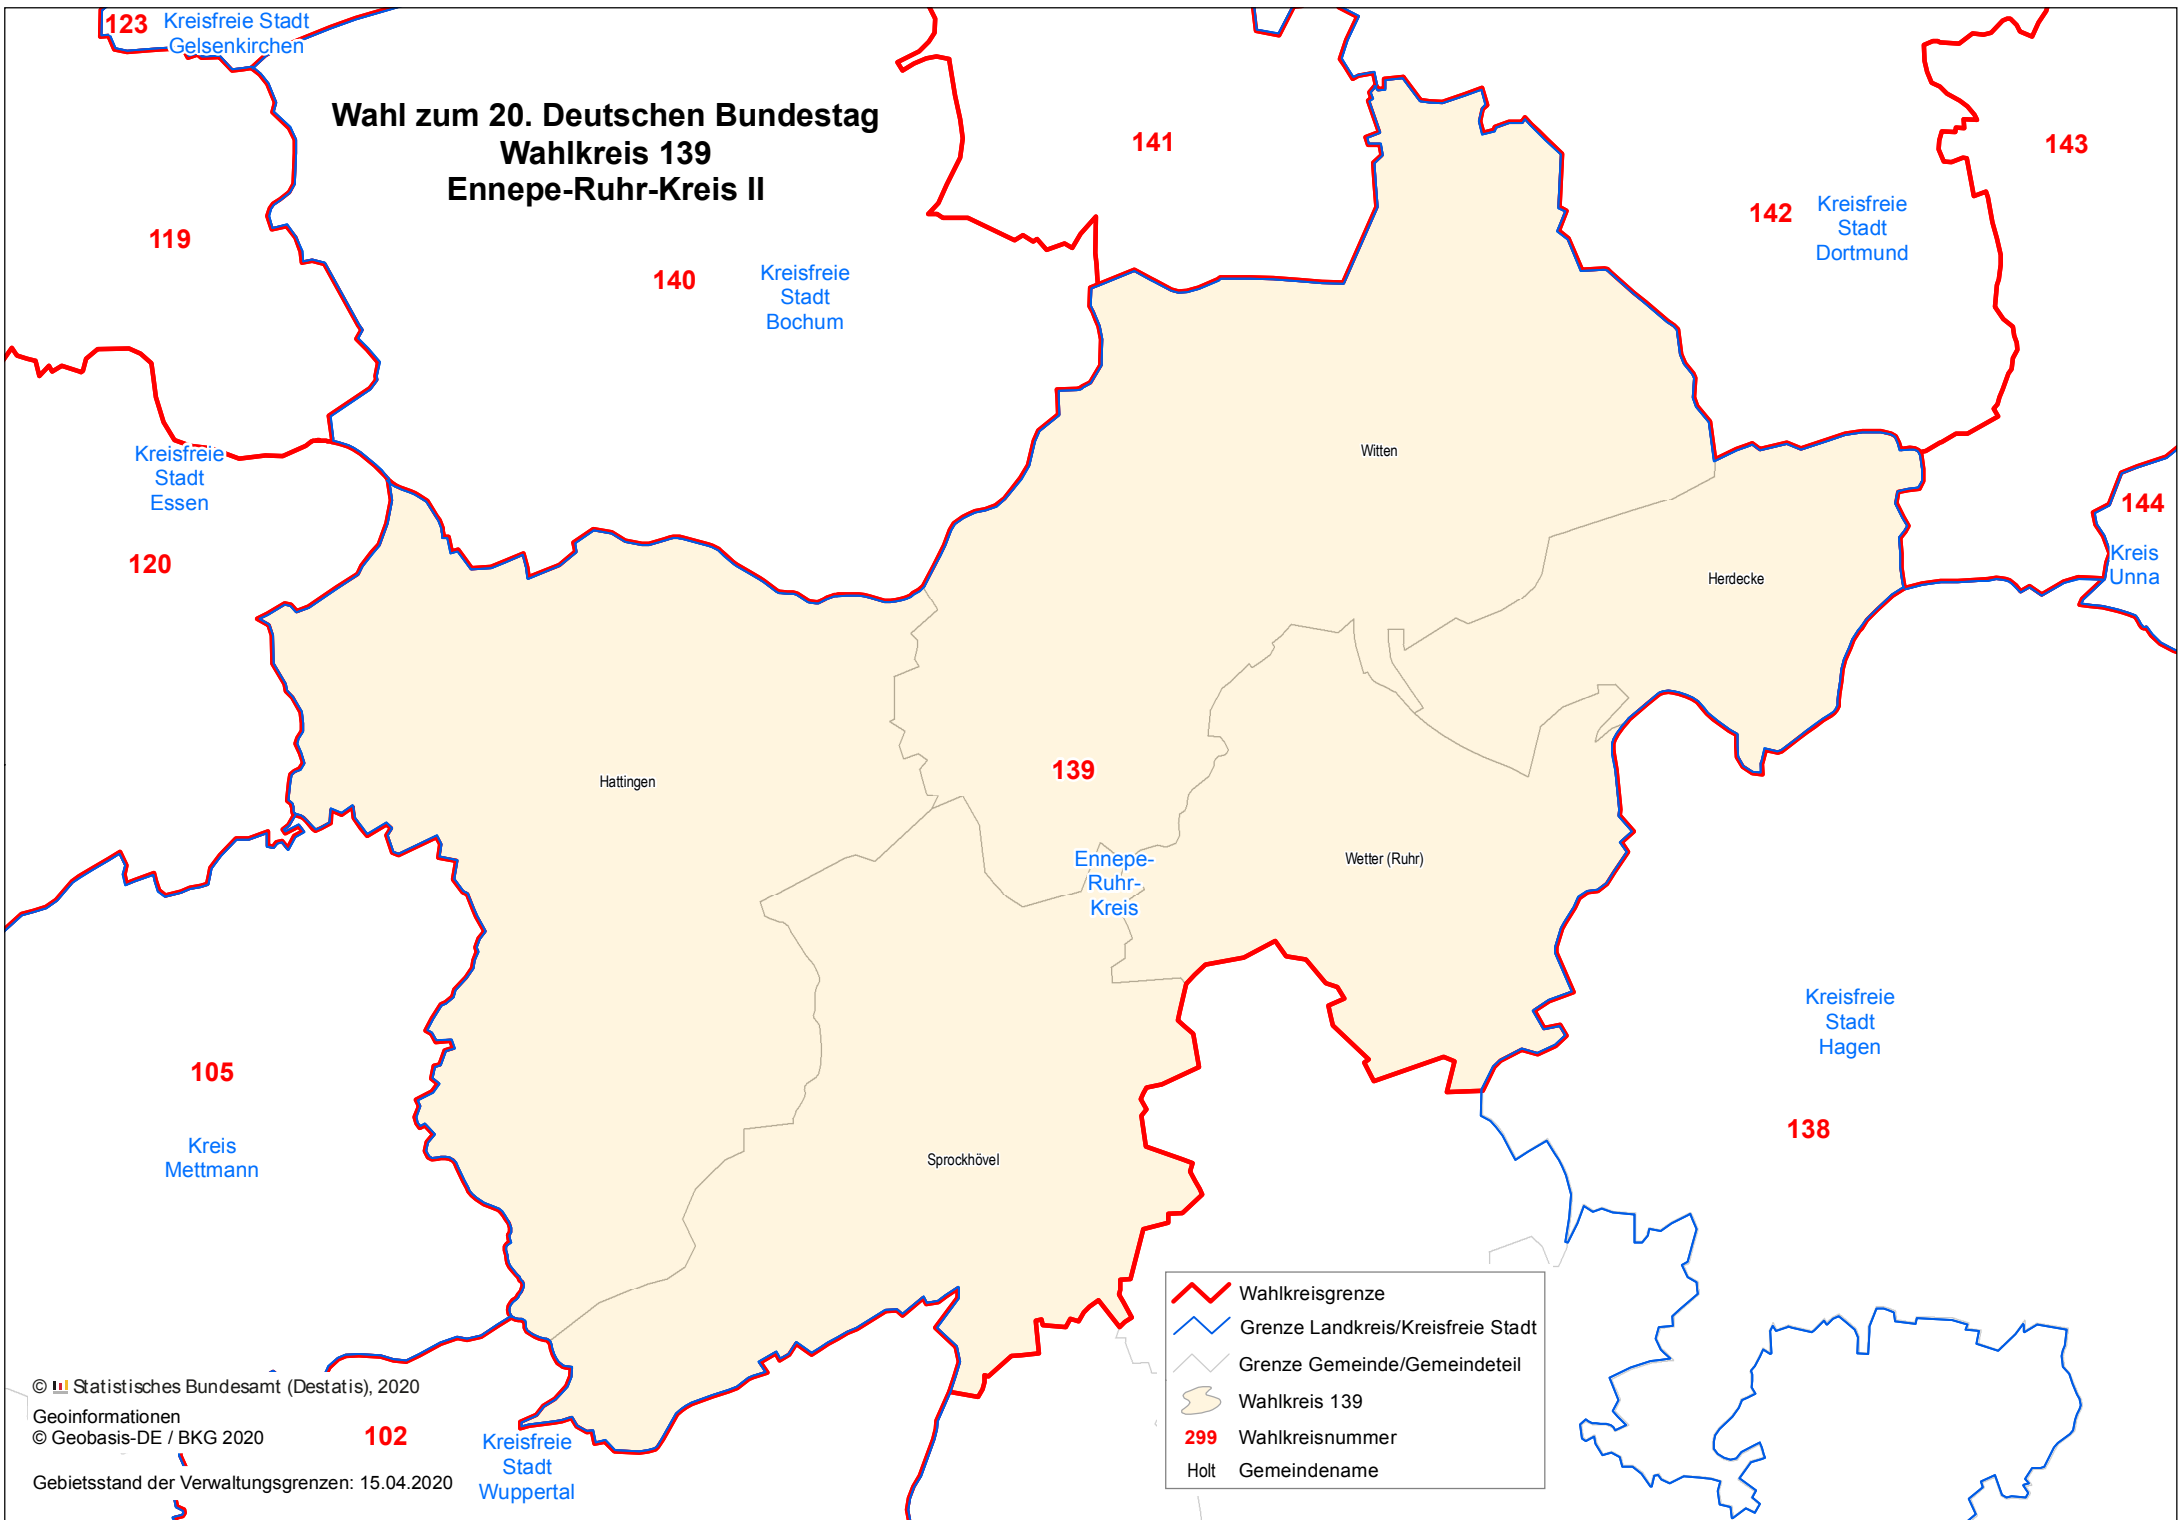 123
Kreisfreie Stadt
Gelsenkirchen
Wahl zum 20. Deutschen Bundestag
Wahlkreis 139
Ennepe-Ruhr-Kreis II
141
143
142
Kreisfreie
Stadt
Dortmund
119
140
Kreisfreie
Stadt
Bochum
Witten
Kreisfreie
Stadt
Essen
120
144
Kreis
Unna
Herdecke
Hattingen
139
Ennepe-
Ruhr-
Kreis
Wetter (Ruhr)
Kreisfreie
Stadt
Hagen
138
105
Kreis
Mettmann
Sprockhövel
Wahlkreisgrenze
Grenze Landkreis/Kreisfreie Stadt
Grenze Gemeinde/Gemeindeteil
Wahlkreis 139
299 Wahlkreisnummer
Holt Gemeindename
© Statistisches Bundesamt (Destatis), 2020
Geoinformationen
© Geobasis-DE / BKG 2020
Gebietsstand der Verwaltungsgrenzen: 15.04.2020
102
Kreisfreie
Stadt
Wuppertal